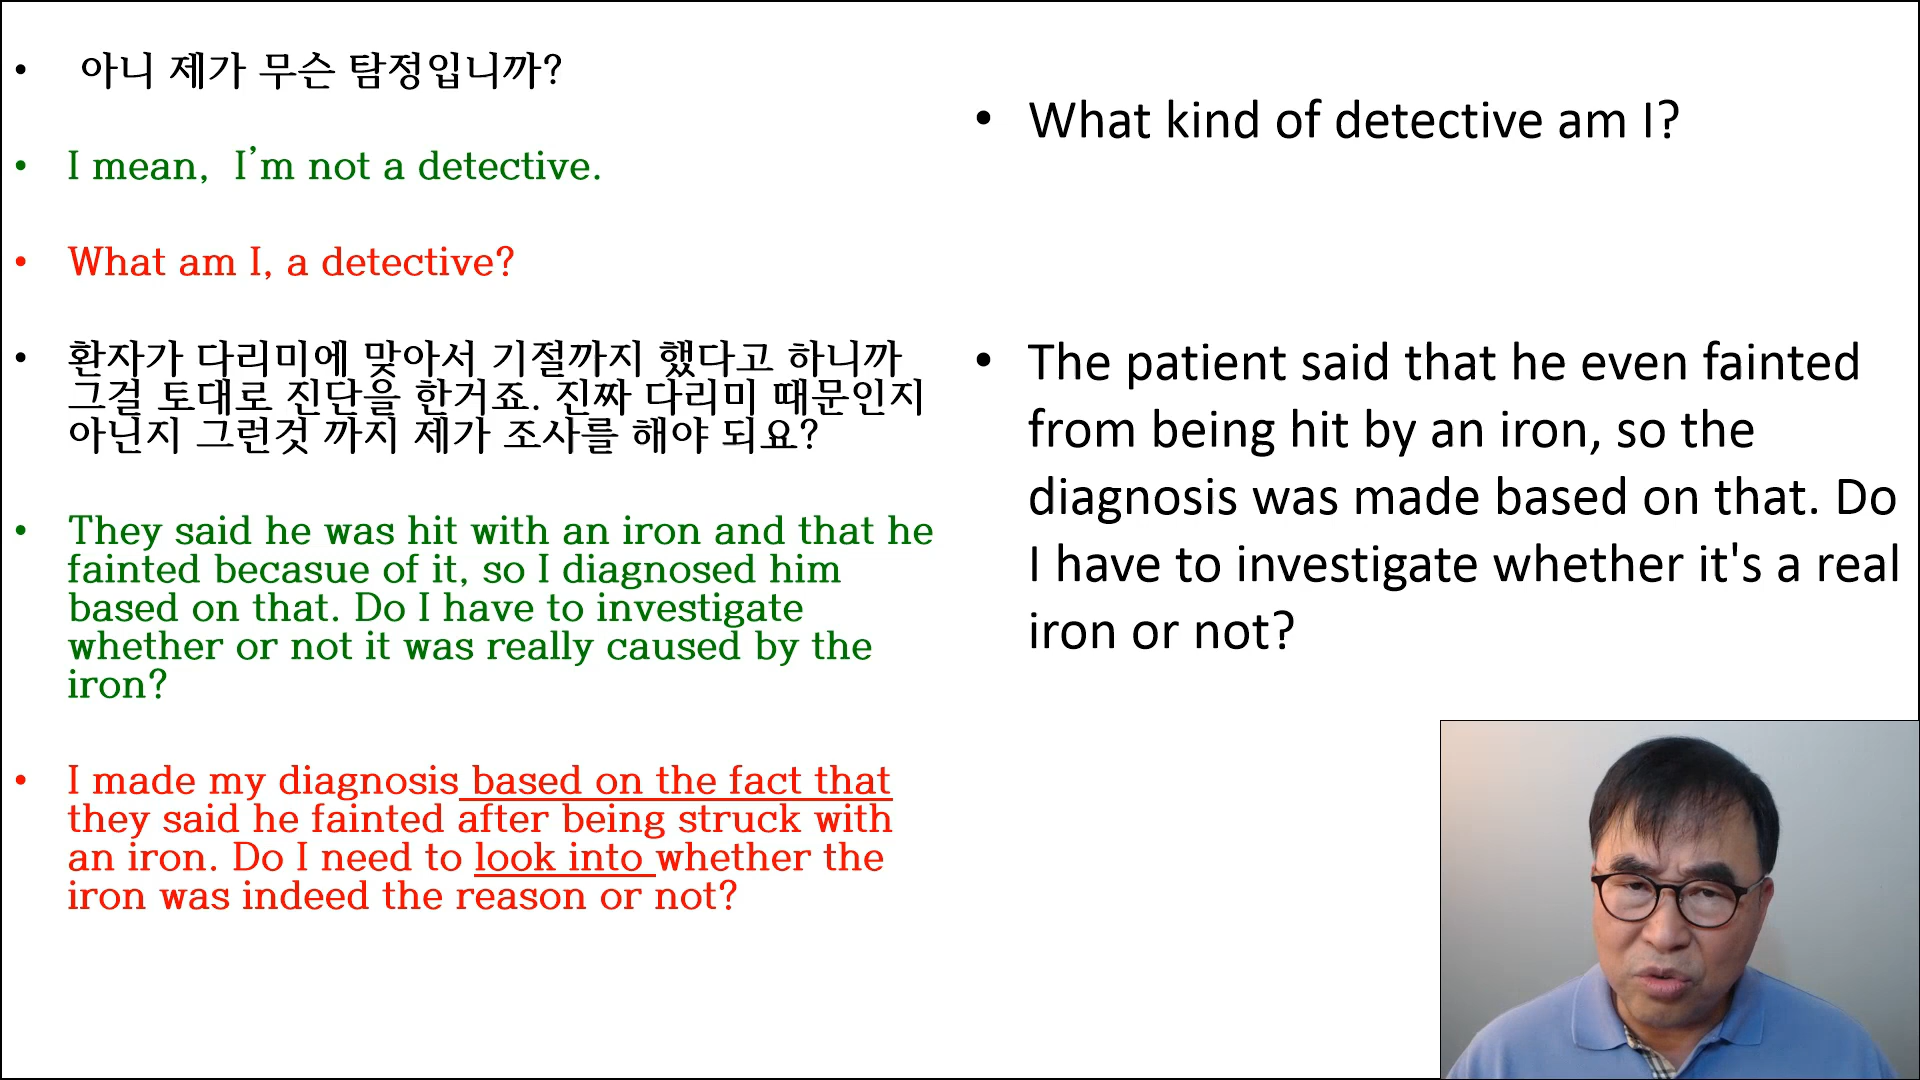 • 아니 제가 무슨 탐정입니까?
• I mean, I’m not a detective.
• What am I, a detective?
• 환자가 다리미에 맞아서 기절까지 했다고 하니까
그걸 토대로 진단을 한거죠. 진짜 다리미 때문인지
아닌지 그런것 까지 제가 조사를 해야 되요?
• They said he was hit with an iron and that he
fainted becasue of it, so I diagnosed him
based on that. Do I have to investigate
whether or not it was really caused by the
iron?
• I made my diagnosis based on the fact that
they said he fainted after being struck with
an iron. Do I need to look into whether the
iron was indeed the reason or not?
• What kind of detective am I?
• The patient said that he even fainted
from being hit by an iron, so the
diagnosis was made based on that. Do
I have to investigate whether it's a real
iron or not?